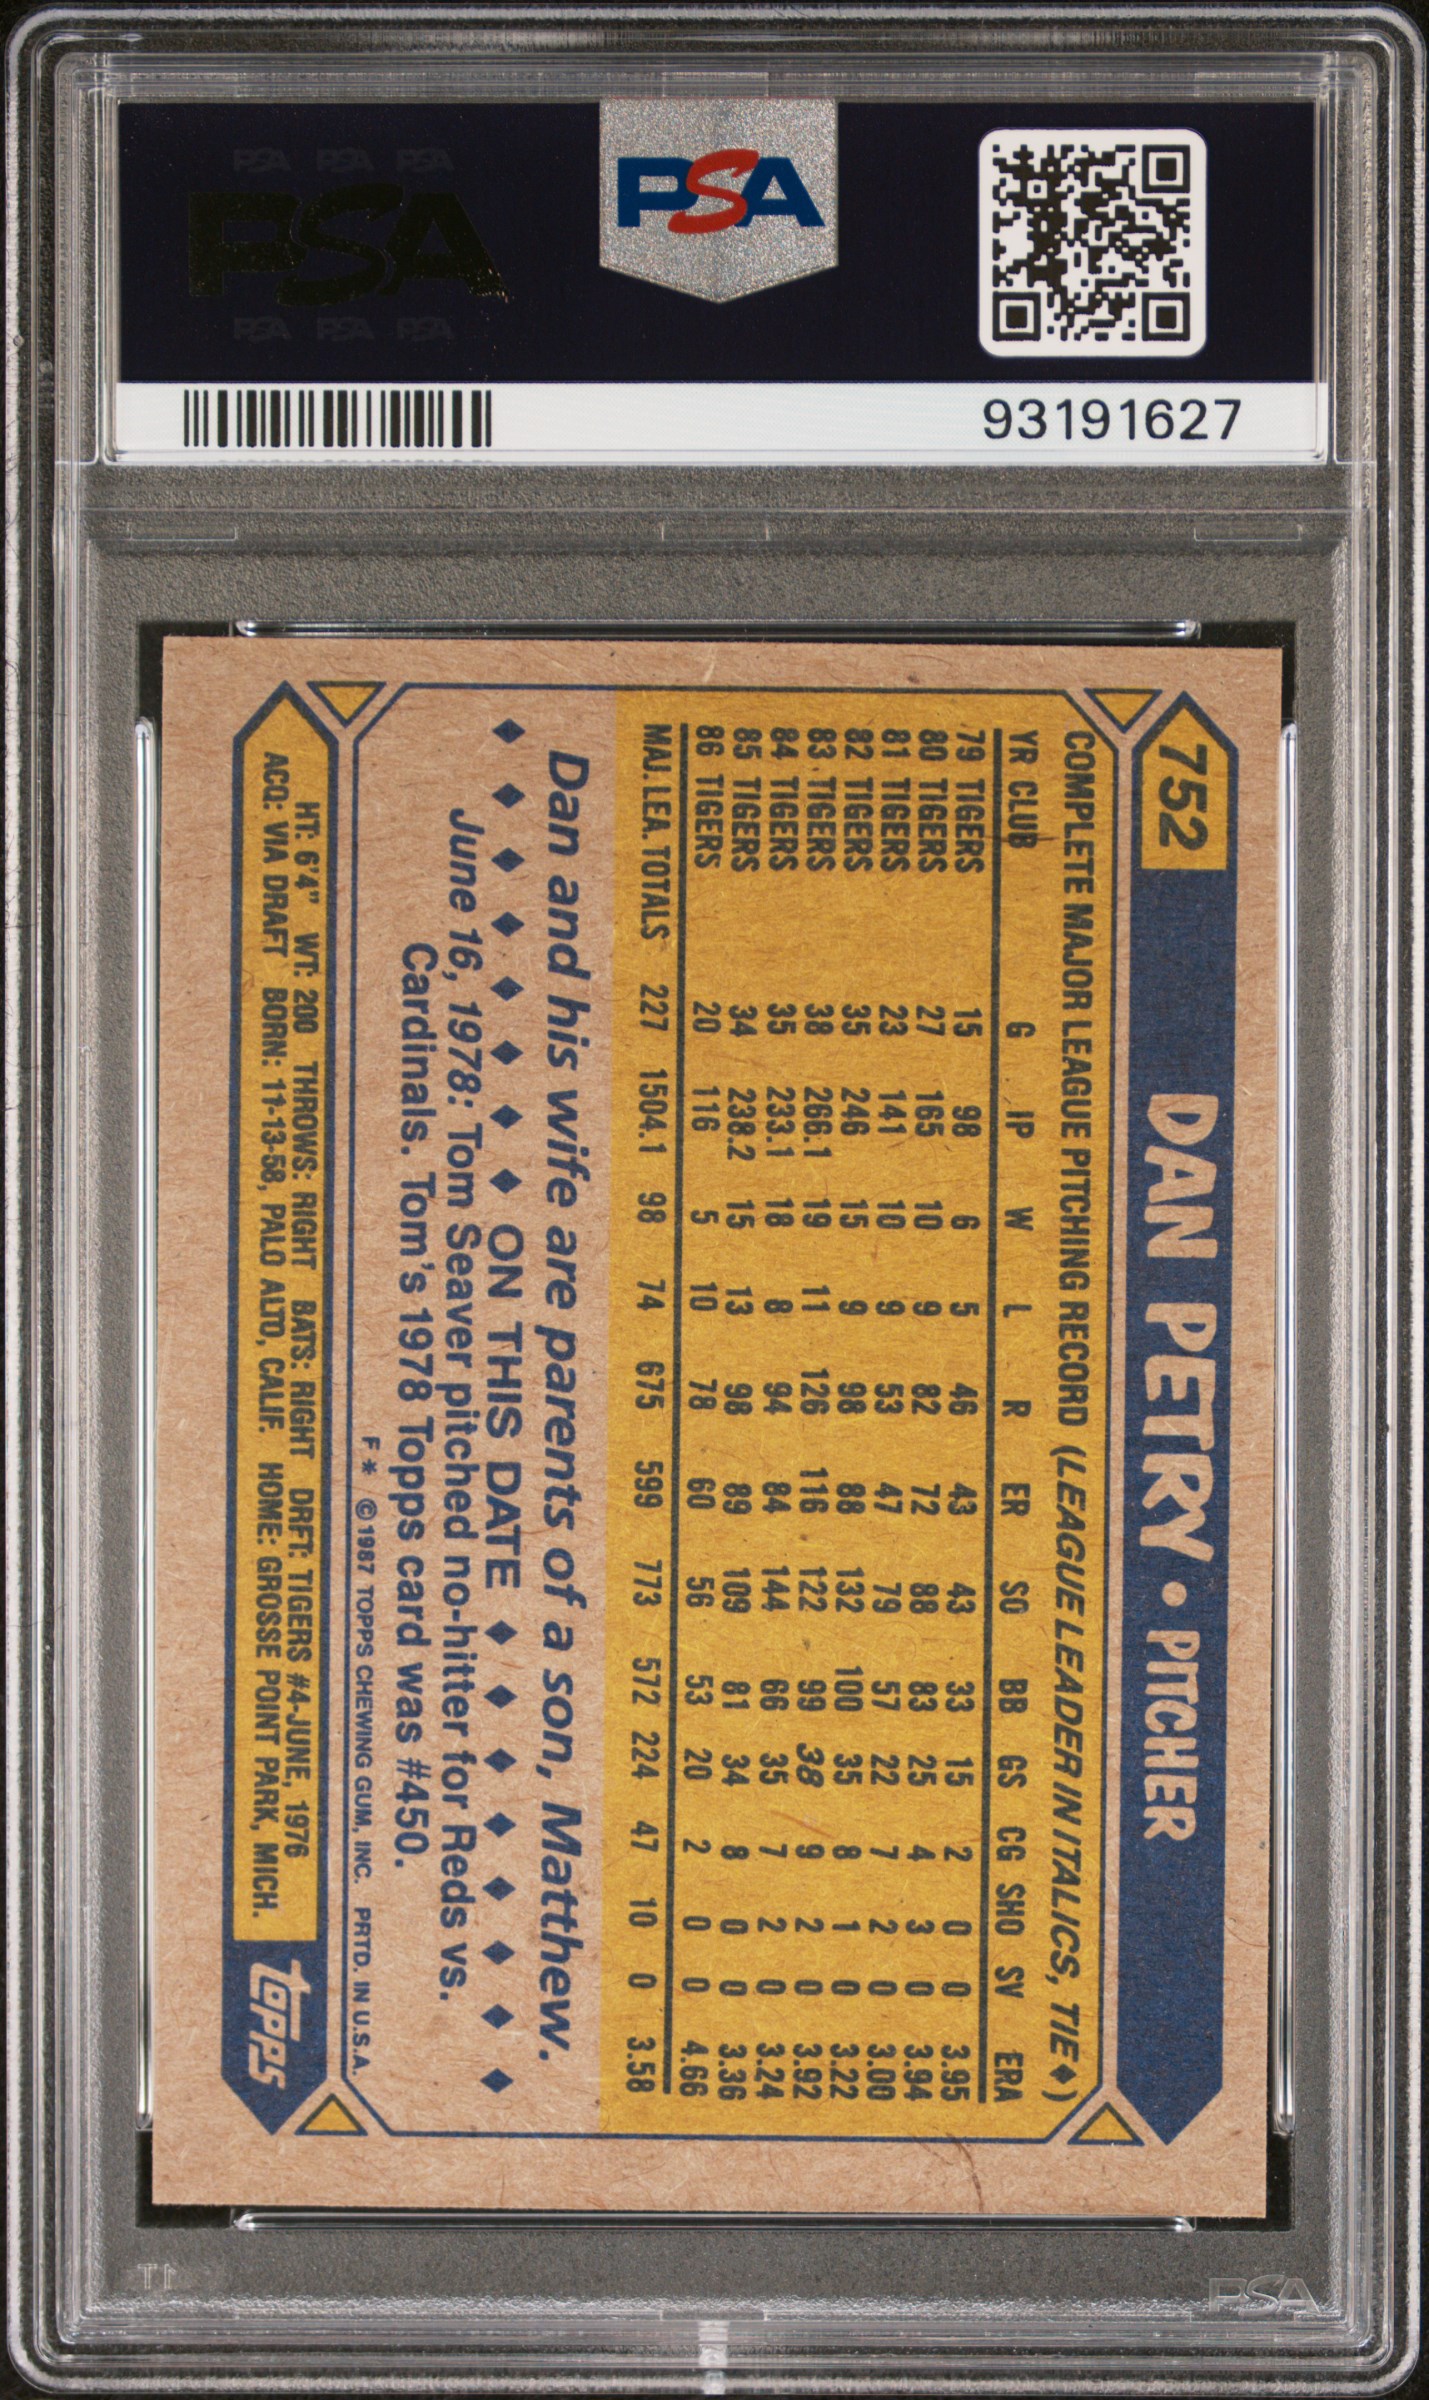 PSA PSA PSA
PSA
PSA PSA PSA
PSA
93191627
752 DAN PETRY • PITCHER
COMPLETE MAJOR LEAGUE PITCHING RECORD (LEAGUE LEADER IN ITALICS, TIE♦)
YR CLUB G IP W L R ER SO BB GS CG SHO SV ERA
79 TIGERS 15 98 6 5 46 43 43 33 15 2 0 0 3.95
80 TIGERS 27 165 10 9 82 72 88 83 25 4 3 0 3.94
81 TIGERS 23 141 10 9 53 47 79 57 22 7 2 0 3.00
82 TIGERS 35 246 15 9 98 88 132 100 35 8 1 0 3.22
83 TIGERS 38 266.1 19 11 126 116 122 99 38 9 2 0 3.92
84 TIGERS 35 233.1 18 8 94 84 144 66 35 7 2 0 3.24
85 TIGERS 34 238.2 15 13 98 89 109 81 34 8 0 0 3.36
86 TIGERS 20 116 5 10 78 60 56 53 20 2 0 0 4.66
MAJ. LEA. TOTALS 227 1504.1 98 74 675 599 773 572 224 47 10 0 3.58
Dan and his wife are parents of a son, Matthew.
♦ ♦ ♦ ♦ ♦ ♦ ♦ ♦ ON THIS DATE ♦ ♦ ♦ ♦ ♦ ♦ ♦ ♦
June 16, 1978: Tom Seaver pitched no-hitter for Reds vs.
Cardinals. Tom's 1978 Topps card was #450.
F* © 1987 TOPPS CHEWING GUM, INC. PRTD. IN U.S.A.
HT: 6'4" WT: 200 THROWS: RIGHT BATS: RIGHT DRFT: TIGERS #4-JUNE, 1976
ACQ: VIA DRAFT BORN: 11-13-58, PALO ALTO, CALIF. HOME: GROSSE POINT PARK, MICH.
topps
PSA